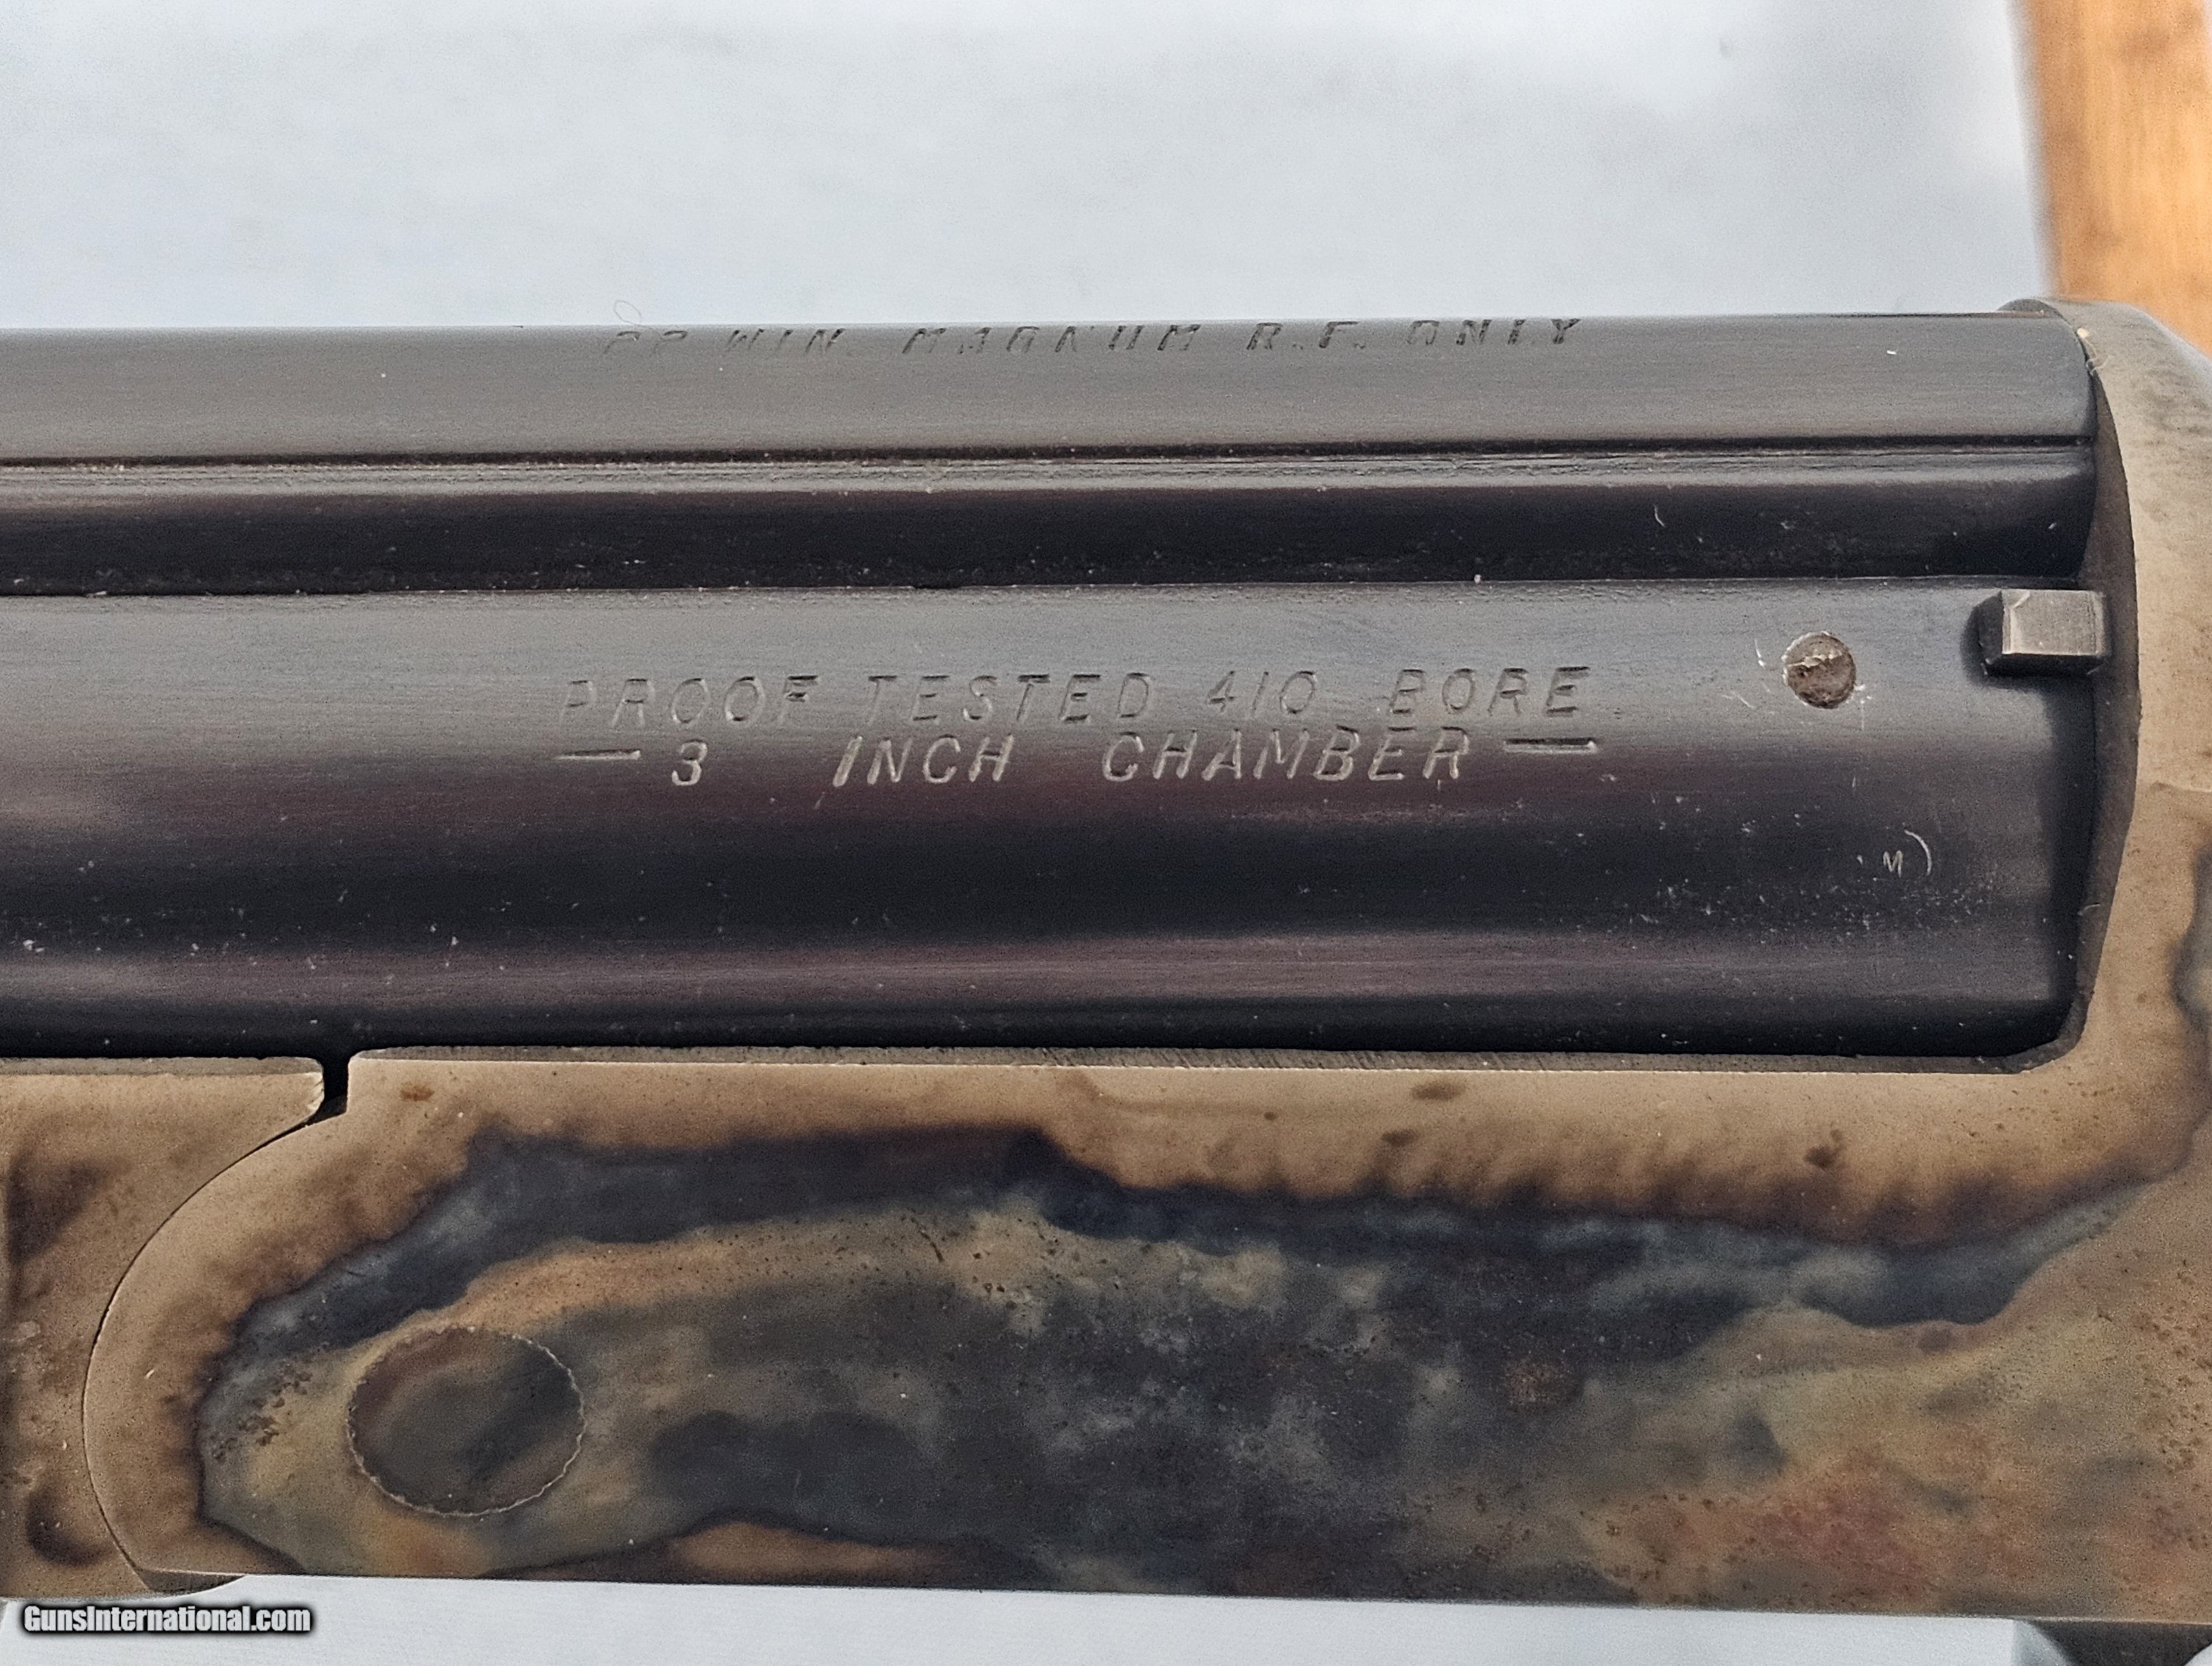 22 WIN. MAGNUM R.F. ONLY
PROOF TESTED 410 BORE
— 3 INCH CHAMBER —
M
GunsInternational.com